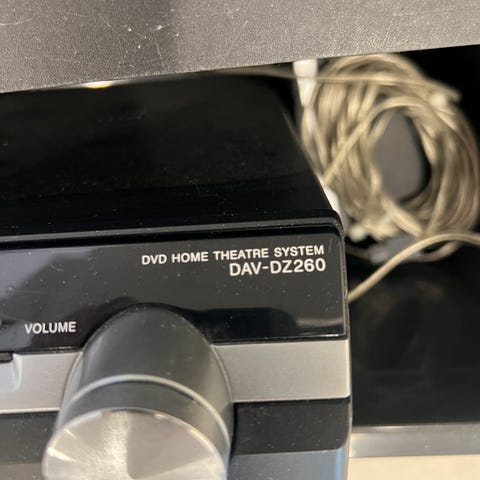 DVD HOME THEATRE SYSTEM
DAV-DZ260
VOLUME